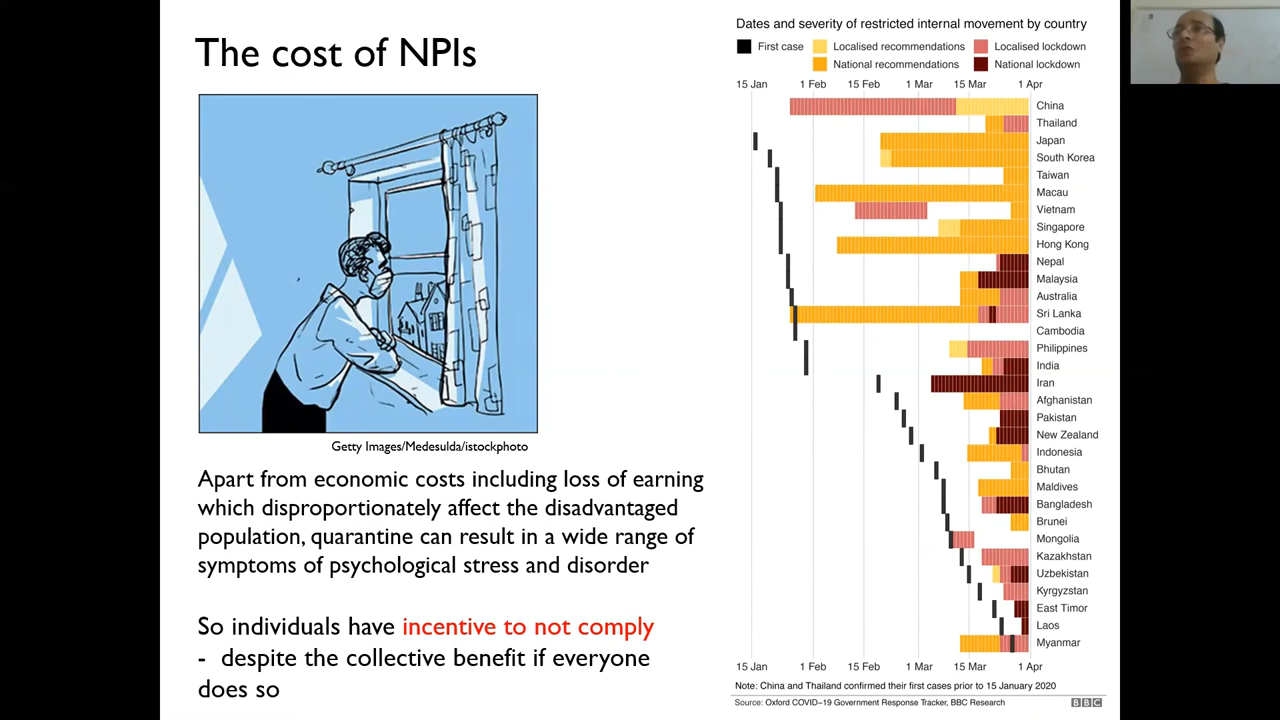 The cost of NPIs
Getty Images/Medesulda/istockphoto
Apart from economic costs including loss of earning
which disproportionately affect the disadvantaged
population, quarantine can result in a wide range of
symptoms of psychological stress and disorder
So individuals have incentive to not comply
- despite the collective benefit if everyone
does so
Dates and severity of restricted internal movement by country
First case Localised recommendations Localised lockdown
National recommendations National lockdown
15 Jan 1 Feb 15 Feb 1 Mar 15 Mar 1 Apr
China
Thailand
Japan
South Korea
Taiwan
Macau
Vietnam
Singapore
Hong Kong
Nepal
Malaysia
Australia
Sri Lanka
Cambodia
Philippines
India
Iran
Afghanistan
Pakistan
New Zealand
Indonesia
Bhutan
Maldives
Bangladesh
Brunei
Mongolia
Kazakhstan
Uzbekistan
Kyrgyzstan
East Timor
Laos
Myanmar
15 Jan 1 Feb 15 Feb 1 Mar 15 Mar 1 Apr
Note: China and Thailand confirmed their first cases prior to 15 January 2020
Source: Oxford COVID–19 Government Response Tracker, BBC Research
BBC